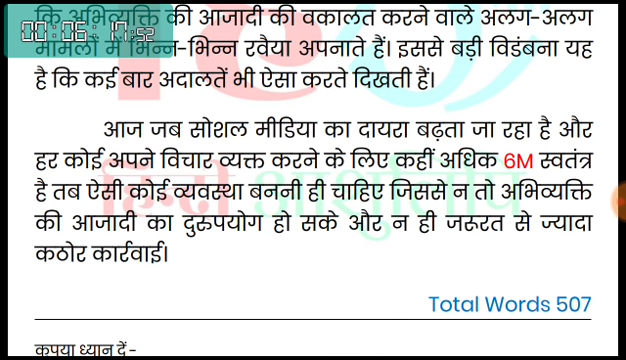 कि अभिव्यक्ति की आजादी की वकालत करने वाले अलग-अलग
00:06:17:52
मामलों में भिन्न-भिन्न रवैया अपनाते हैं। इससे बड़ी विडंबना यह
है कि कई बार अदालतें भी ऐसा करते दिखती हैं।
आज जब सोशल मीडिया का दायरा बढ़ता जा रहा है और
हर कोई अपने विचार व्यक्त करने के लिए कहीं अधिक 6M स्वतंत्र
है तब ऐसी कोई व्यवस्था बननी ही चाहिए जिससे न तो अभिव्यक्ति
की आजादी का दुरुपयोग हो सके और न ही जरूरत से ज्यादा
कठोर कार्रवाई।
हिन्दी आशुलिपि
Total Words 507
कृपया ध्यान दें-